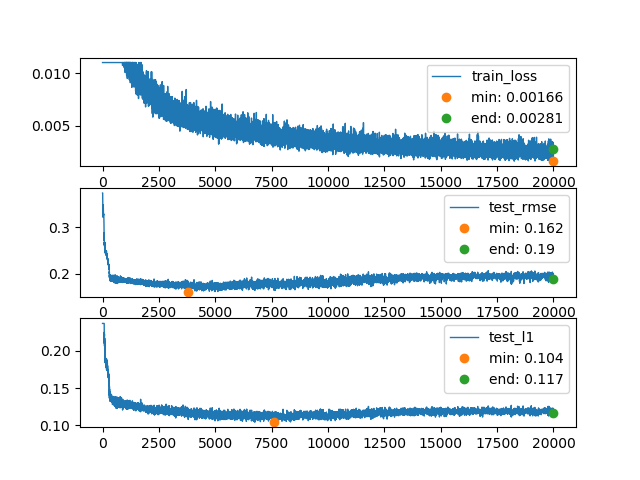 0.010
0.005
train_loss
min: 0.00166
end: 0.00281
0 2500 5000 7500 10000 12500 15000 17500 20000
0.3
0.2
test_rmse
min: 0.162
end: 0.19
0 2500 5000 7500 10000 12500 15000 17500 20000
0.20
0.15
0.10
test_l1
min: 0.104
end: 0.117
0 2500 5000 7500 10000 12500 15000 17500 20000